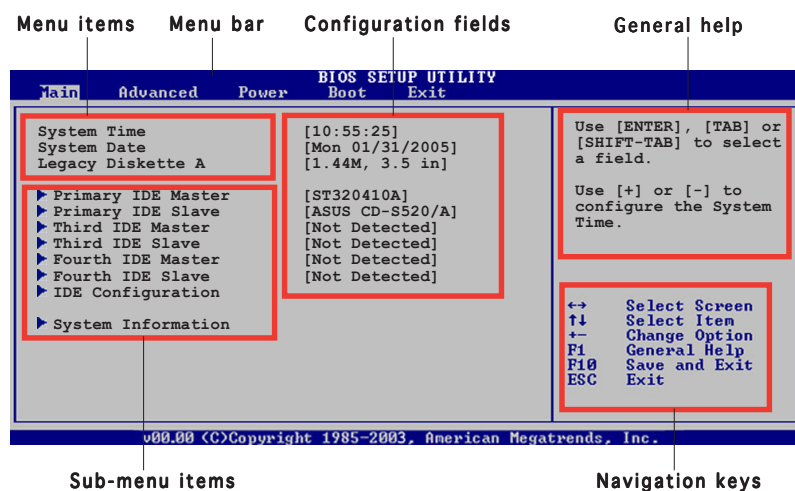 Menu items Menu bar Configuration fields General help
BIOS SETUP UTILITY
Main Advanced Power Boot Exit
System Time [10:55:25]
System Date [Mon 01/31/2005]
Legacy Diskette A [1.44M, 3.5 in]
Primary IDE Master [ST320410A]
Primary IDE Slave [ASUS CD-S520/A]
Third IDE Master [Not Detected]
Third IDE Slave [Not Detected]
Fourth IDE Master [Not Detected]
Fourth IDE Slave [Not Detected]
IDE Configuration
System Information
Use [ENTER], [TAB] or
[SHIFT-TAB] to select
a field.
Use [+] or [-] to
configure the System
Time.
←→ Select Screen
↑↓ Select Item
+- Change Option
F1 General Help
F10 Save and Exit
ESC Exit
v00.00 (C)Copyright 1985-2003, American Megatrends, Inc.
Sub-menu items Navigation keys